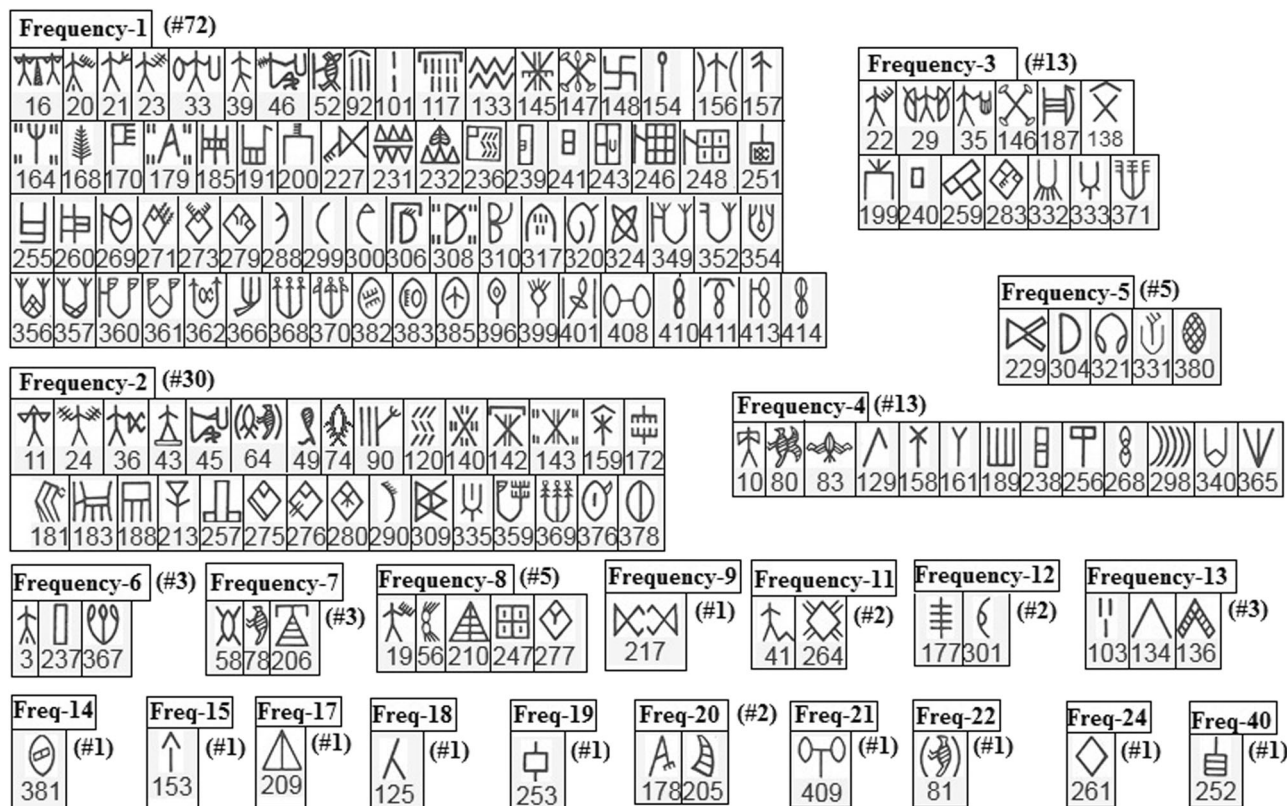 Frequency-1 (#72)
16 20 21 23 33 39 46 52 92 101 117 133 145 147 148 154 156 157
164 168 170 179 185 191 200 227 231 232 236 239 241 243 246 248 251
255 260 269 271 273 279 288 299 300 306 308 310 317 320 324 349 352 354
356 357 360 361 362 366 368 370 382 383 385 396 399 401 408 410 411 413 414
Frequency-3 (#13)
22 29 35 146 187 138
199 240 259 283 332 333 371
Frequency-5 (#5)
229 304 321 331 380
Frequency-2 (#30)
11 24 36 43 45 64 49 74 90 120 140 142 143 159 172
181 183 188 213 257 275 276 280 290 309 335 359 369 376 378
Frequency-4 (#13)
10 80 83 129 158 161 189 238 256 268 298 340 365
Frequency-6 (#3)
3 237 367
Frequency-7 (#3)
58 78 206
Frequency-8 (#5)
19 56 210 247 277
Frequency-9 (#1)
217
Frequency-11 (#2)
41 264
Frequency-12 (#2)
177 301
Frequency-13 (#3)
103 134 136
Freq-14 (#1)
381
Freq-15 (#1)
153
Freq-17 (#1)
209
Freq-18 (#1)
125
Freq-19 (#1)
253
Freq-20 (#2)
178 205
Freq-21 (#1)
409
Freq-22 (#1)
81
Freq-24 (#1)
261
Freq-40 (#1)
252